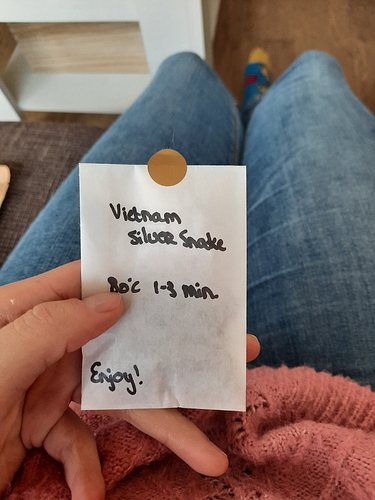 Vietnam
Silver Snake
80°C 1-3 min.
Enjoy!